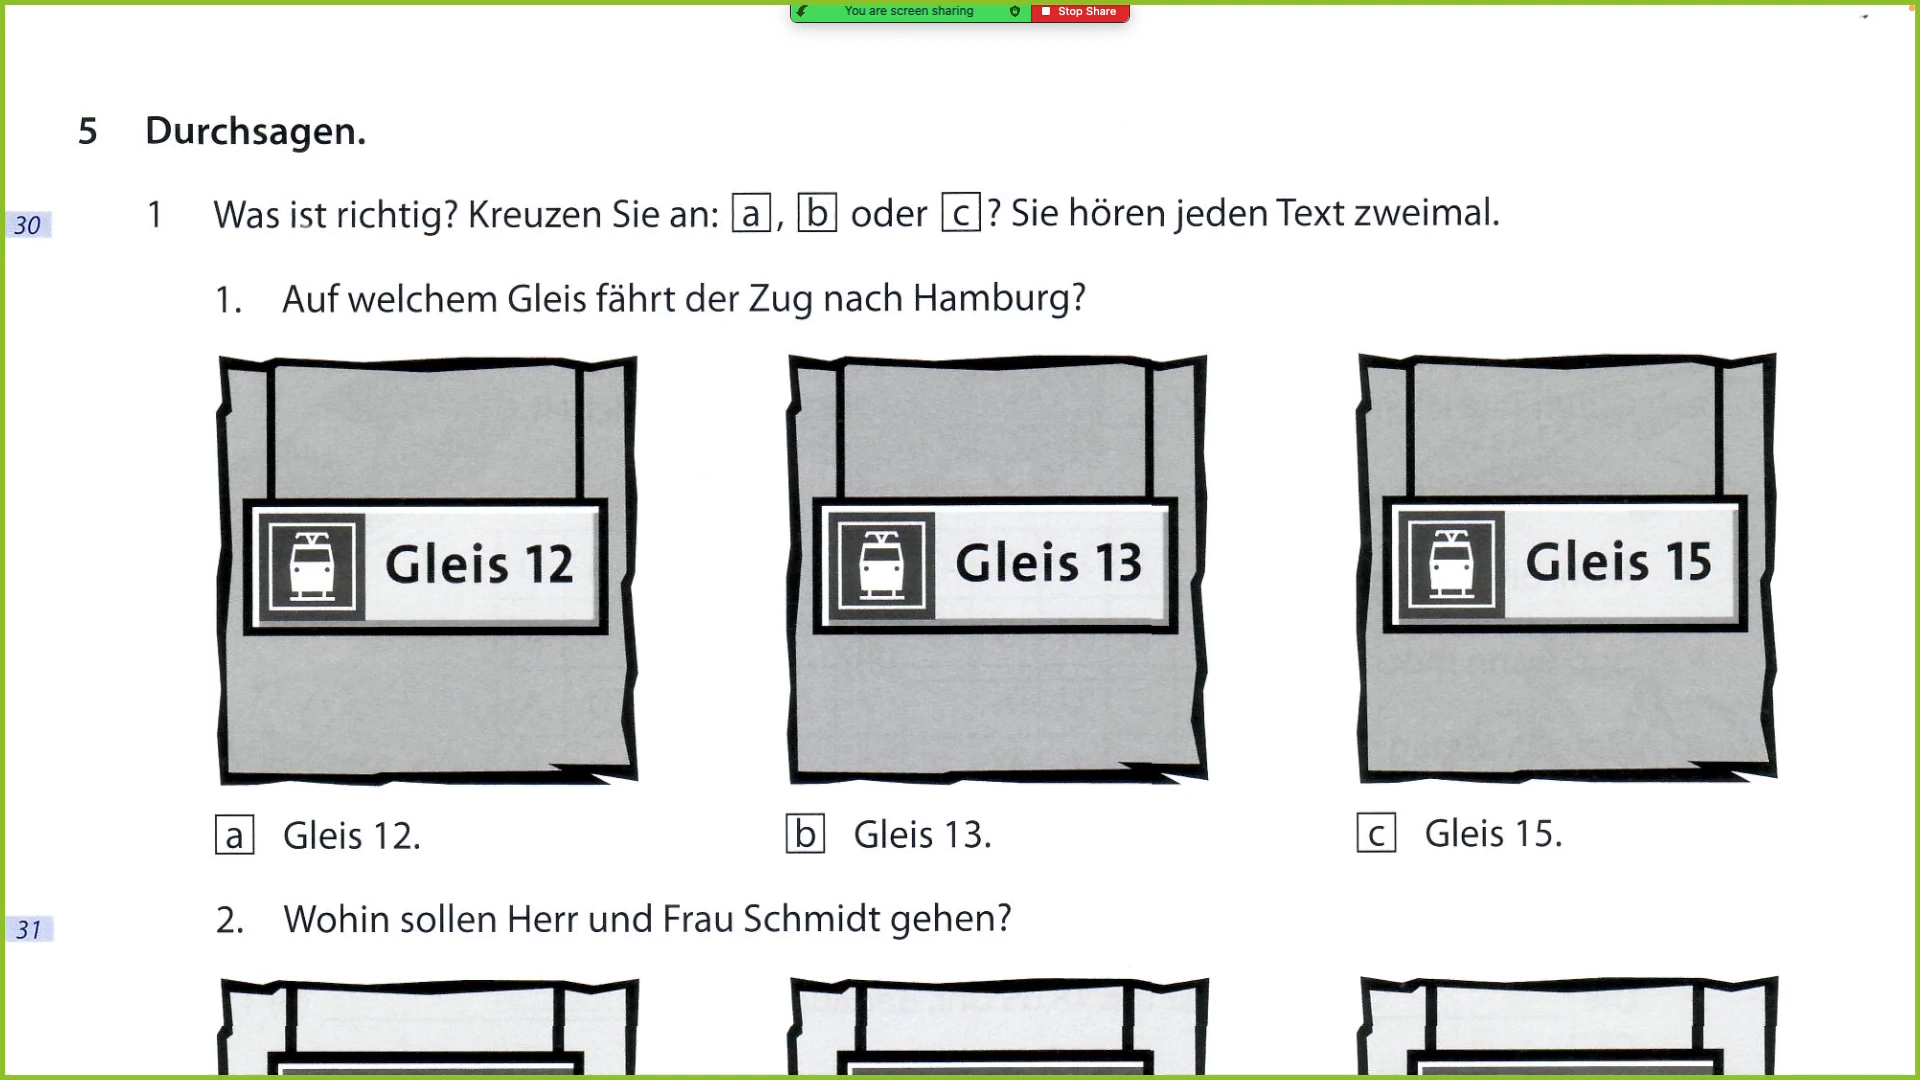 You are screen sharing
Stop Share
5 Durchsagen.
30
1 Was ist richtig? Kreuzen Sie an: a, b oder c? Sie hören jeden Text zweimal.
1. Auf welchem Gleis fährt der Zug nach Hamburg?
Gleis 12
Gleis 13
Gleis 15
a Gleis 12.
b Gleis 13.
c Gleis 15.
31
2. Wohin sollen Herr und Frau Schmidt gehen?